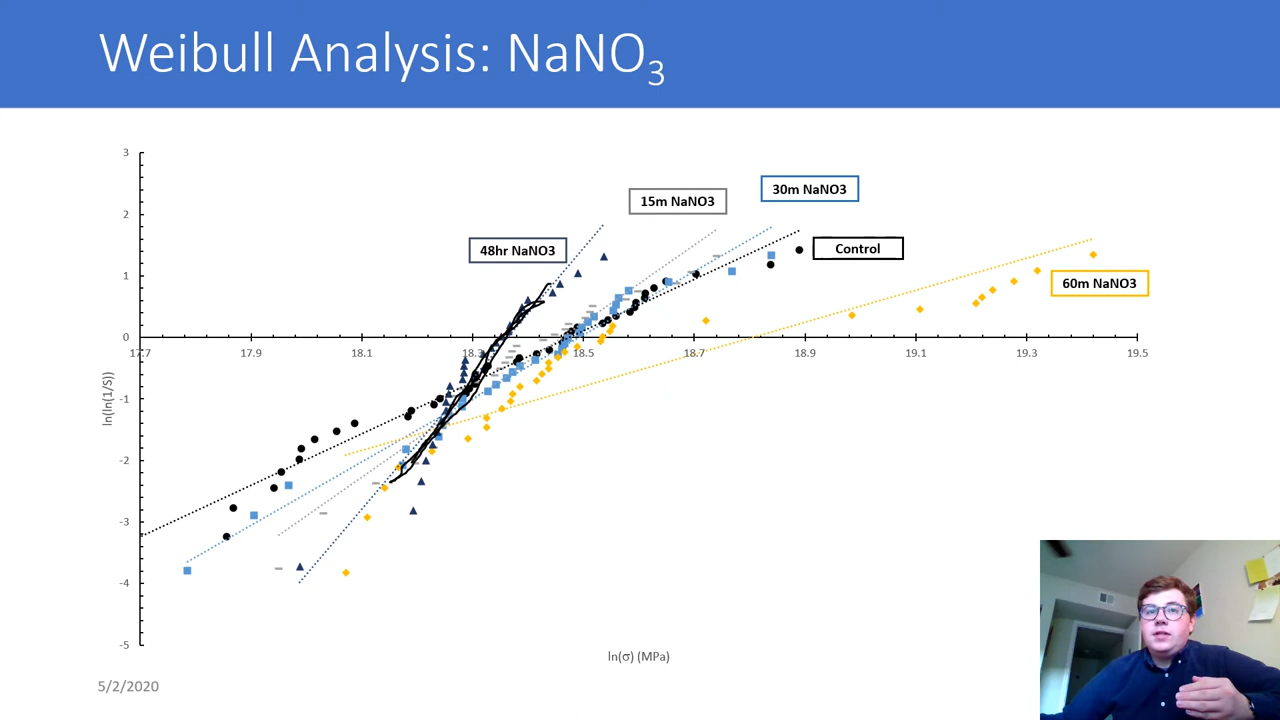 Weibull Analysis: NaNO3
3
2
1
0
-1
-2
-3
-4
-5
17.7 17.9 18.1 18.3 18.5 18.7 18.9 19.1 19.3 19.5
ln(ln(1/S))
ln(σ) (MPa)
48hr NaNO3
15m NaNO3
30m NaNO3
Control
60m NaNO3
5/2/2020